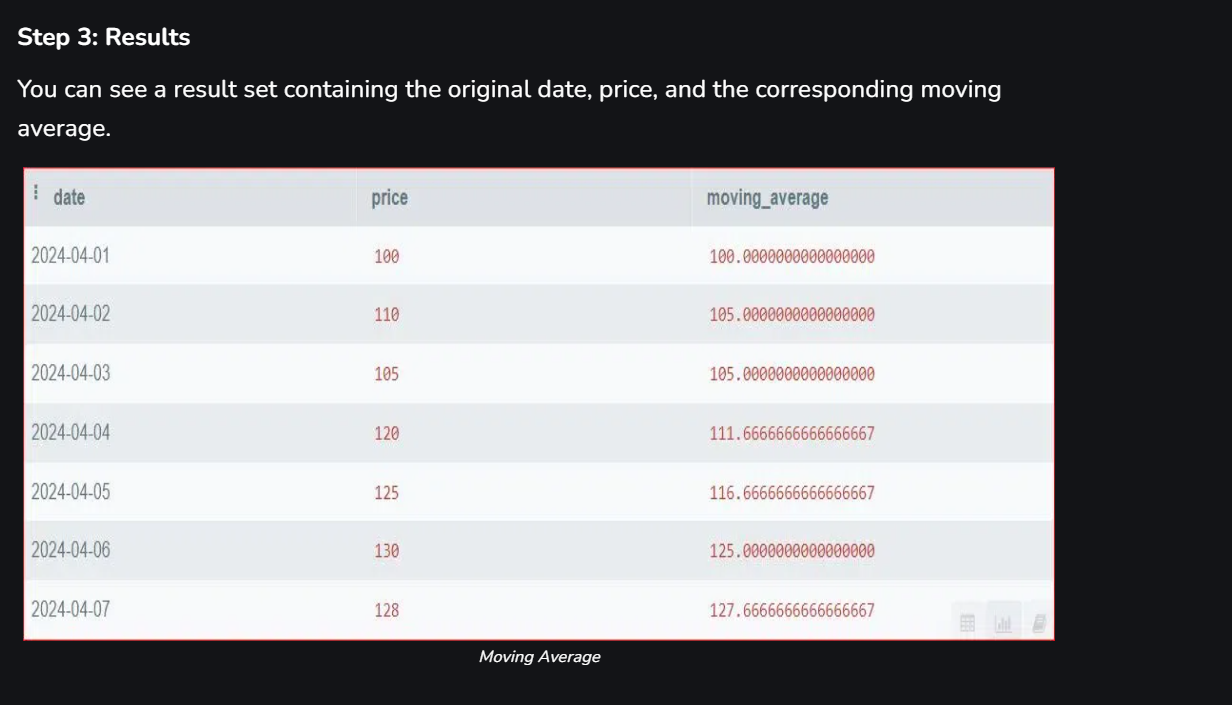 Step 3: Results
You can see a result set containing the original date, price, and the corresponding moving
average.
date price moving_average
2024-04-01 100 100.0000000000000000
2024-04-02 110 105.0000000000000000
2024-04-03 105 105.0000000000000000
2024-04-04 120 111.6666666666666667
2024-04-05 125 116.6666666666666667
2024-04-06 130 125.0000000000000000
2024-04-07 128 127.6666666666666667
Moving Average